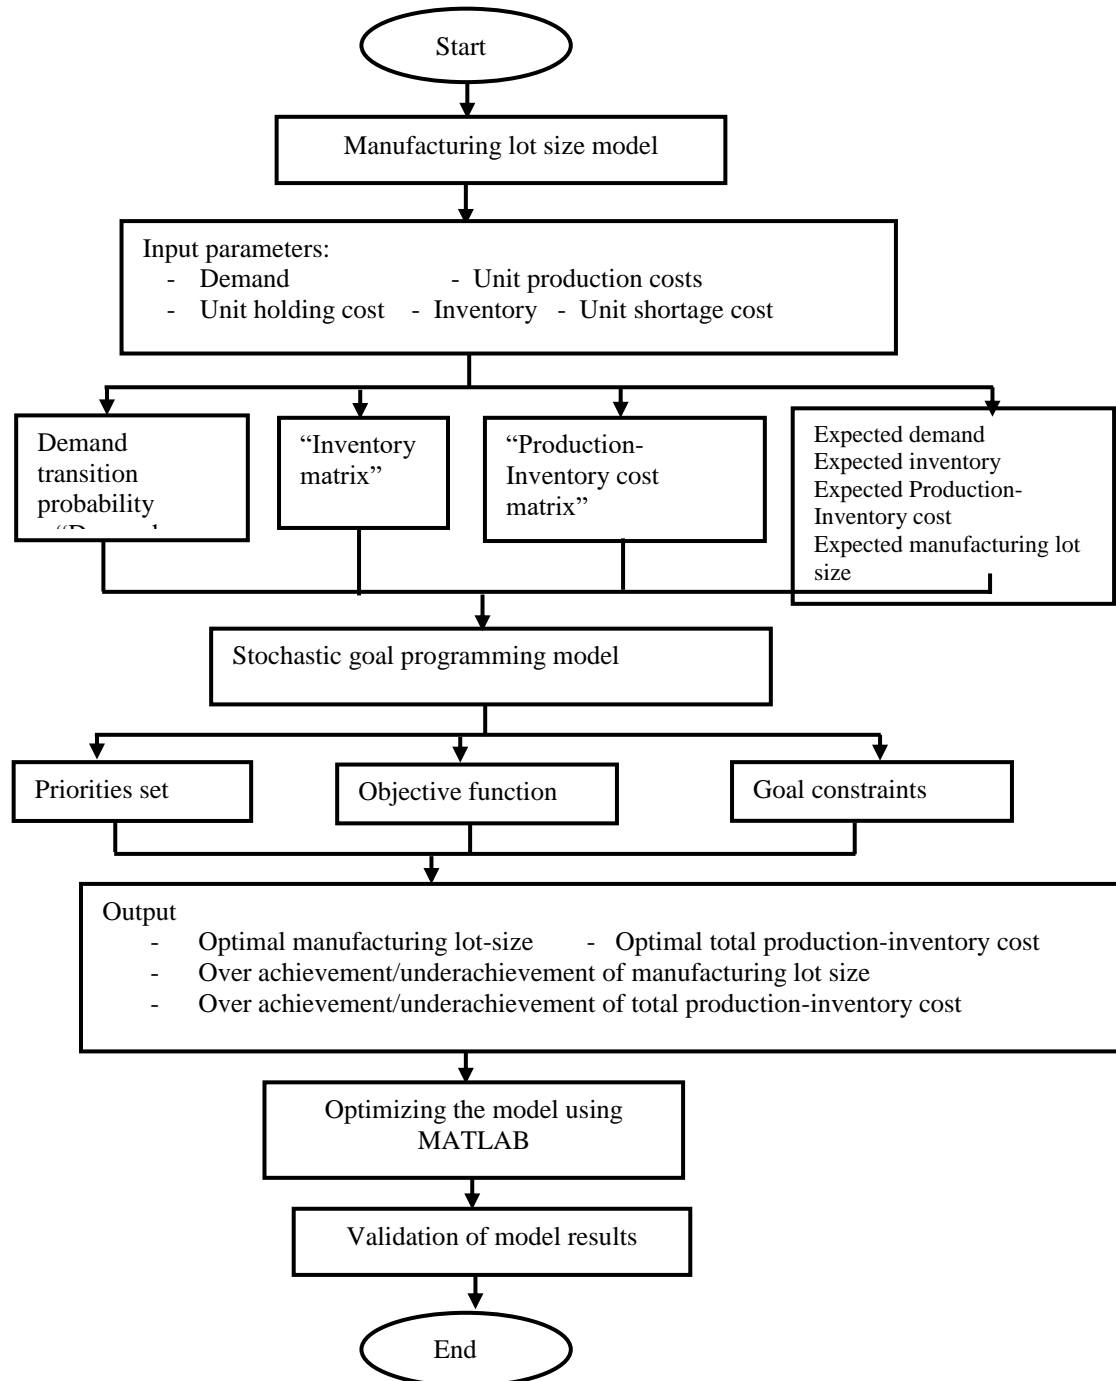 Start
Manufacturing lot size model
Input parameters:
- Demand - Unit production costs
- Unit holding cost - Inventory - Unit shortage cost
Demand
transition
probability
“Inventory
matrix”
“Production-
Inventory cost
matrix”
Expected demand
Expected inventory
Expected Production-
Inventory cost
Expected manufacturing lot
size
Stochastic goal programming model
Priorities set
Objective function
Goal constraints
Output
- Optimal manufacturing lot-size - Optimal total production-inventory cost
- Over achievement/underachievement of manufacturing lot size
- Over achievement/underachievement of total production-inventory cost
Optimizing the model using
MATLAB
Validation of model results
End